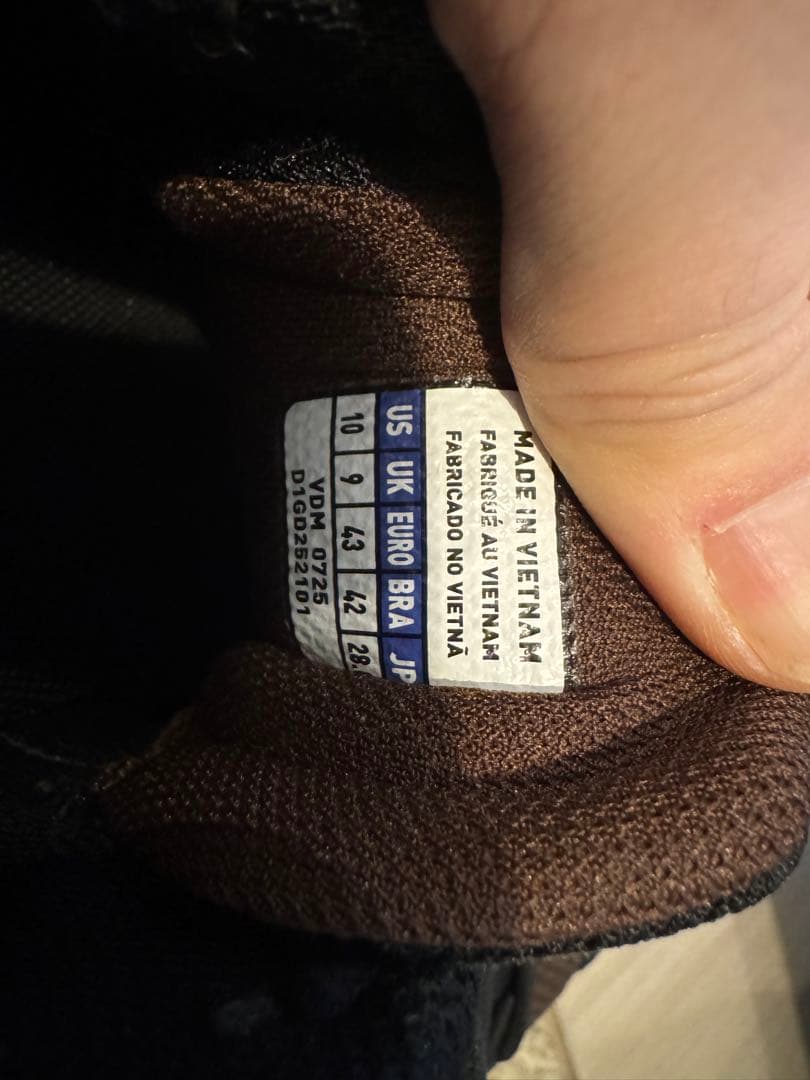 MADE IN VIETNAM
FABRIQUÉ AU VIETNAM
FABRICADO NO VIETNÃ
US UK EURO BRA JP
10 9 43 42
VDM 0725
D1GD252101